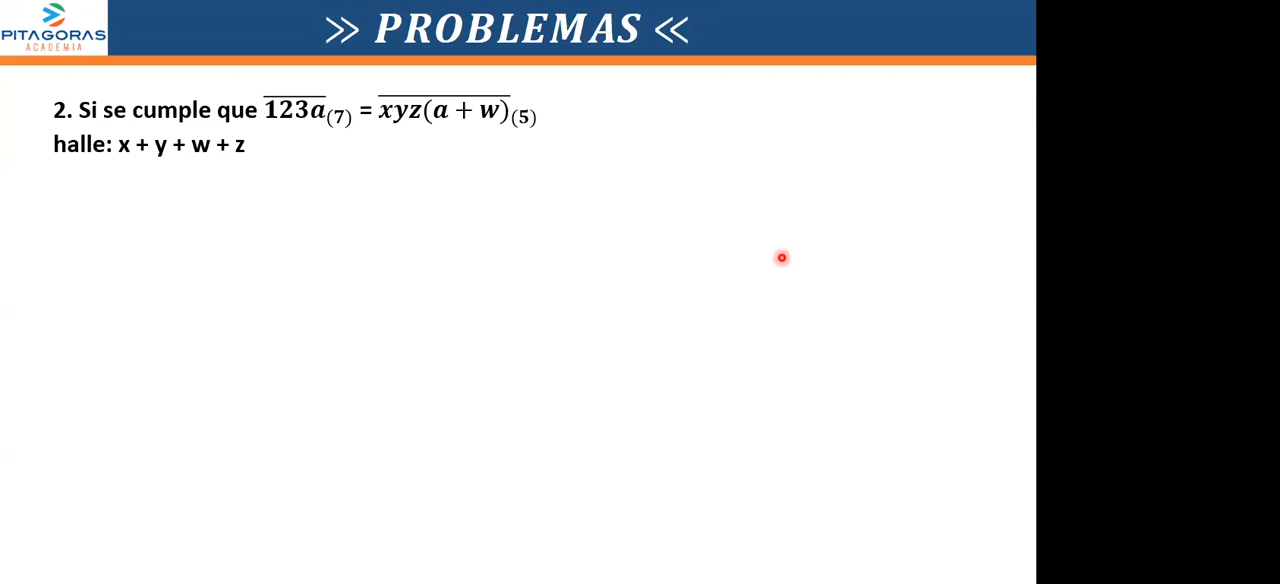 PITAGORAS
ACADEMIA
>> PROBLEMAS <<
2. Si se cumple que 123a(7) = xyz(a + w)(5)
halle: x + y + w + z